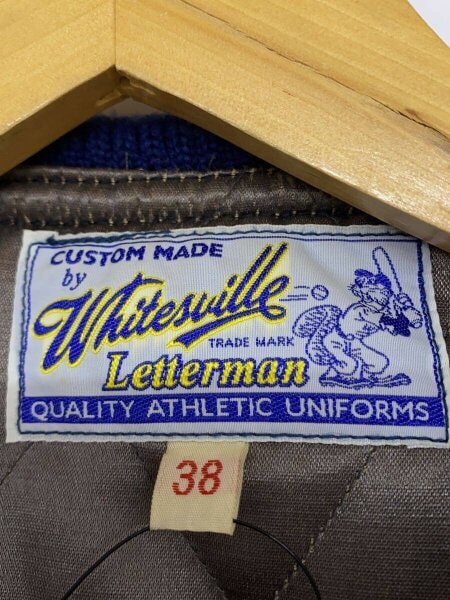 CUSTOM MADE
by
Whitesville
TRADE MARK
Letterman
QUALITY ATHLETIC UNIFORMS
38